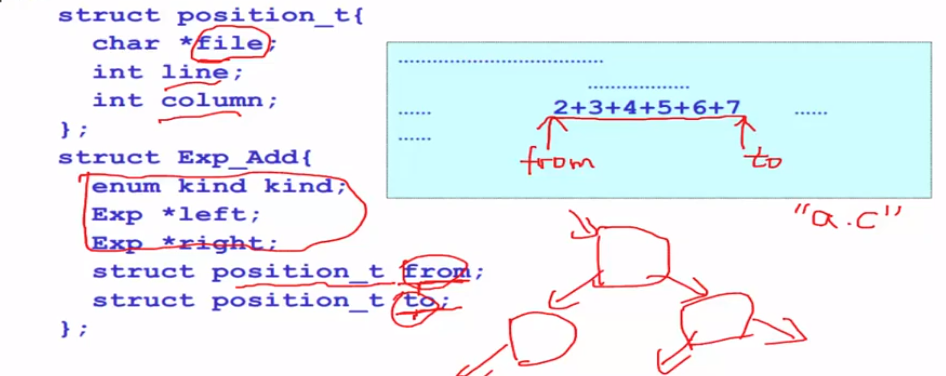 struct position_t{
char *file;
int line;
int column;
};
struct Exp_Add{
enum kind kind;
Exp *left;
Exp *right;
struct position_t from;
struct position_t to;
};
..................................
.................
..... 2+3+4+5+6+7 ......
......
from to
"a.c"